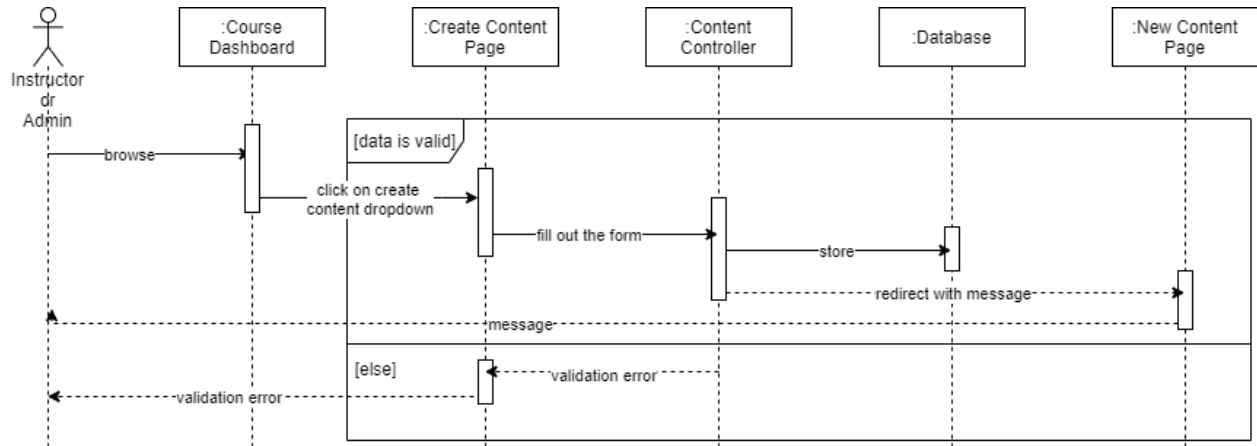 :Course
Dashboard
:Create Content
Page
:Content
Controller
:Database
:New Content
Page
Instructor
dr
Admin
[data is valid]
browse
click on create
content dropdown
fill out the form
store
redirect with message
message
[else]
validation error
validation error